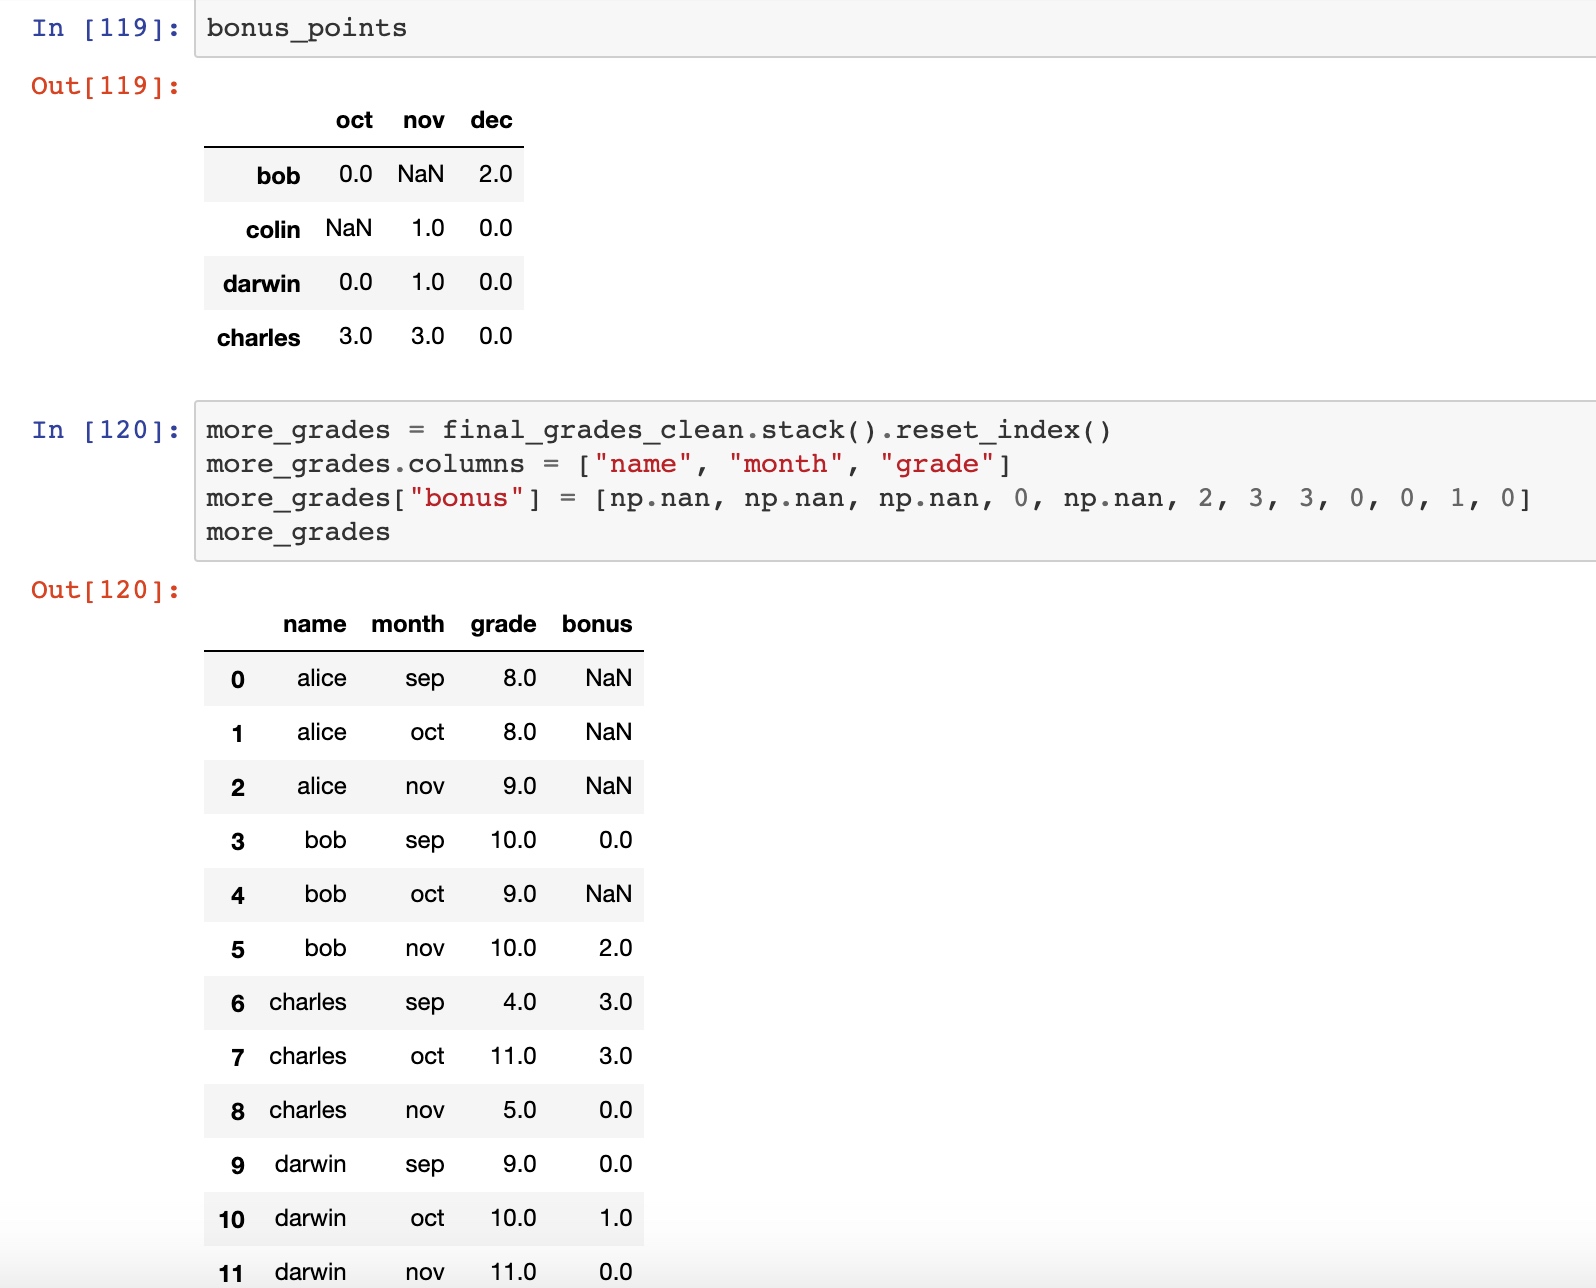 In [119]: bonus_points
Out[119]:
oct nov dec
bob 0.0 NaN 2.0
colin NaN 1.0 0.0
darwin 0.0 1.0 0.0
charles 3.0 3.0 0.0
In [120]: more_grades = final_grades_clean.stack().reset_index()
more_grades.columns = ["name", "month", "grade"]
more_grades["bonus"] = [np.nan, np.nan, np.nan, 0, np.nan, 2, 3, 3, 0, 0, 1, 0]
more_grades
Out[120]:
name month grade bonus
0 alice sep 8.0 NaN
1 alice oct 8.0 NaN
2 alice nov 9.0 NaN
3 bob sep 10.0 0.0
4 bob oct 9.0 NaN
5 bob nov 10.0 2.0
6 charles sep 4.0 3.0
7 charles oct 11.0 3.0
8 charles nov 5.0 0.0
9 darwin sep 9.0 0.0
10 darwin oct 10.0 1.0
11 darwin nov 11.0 0.0